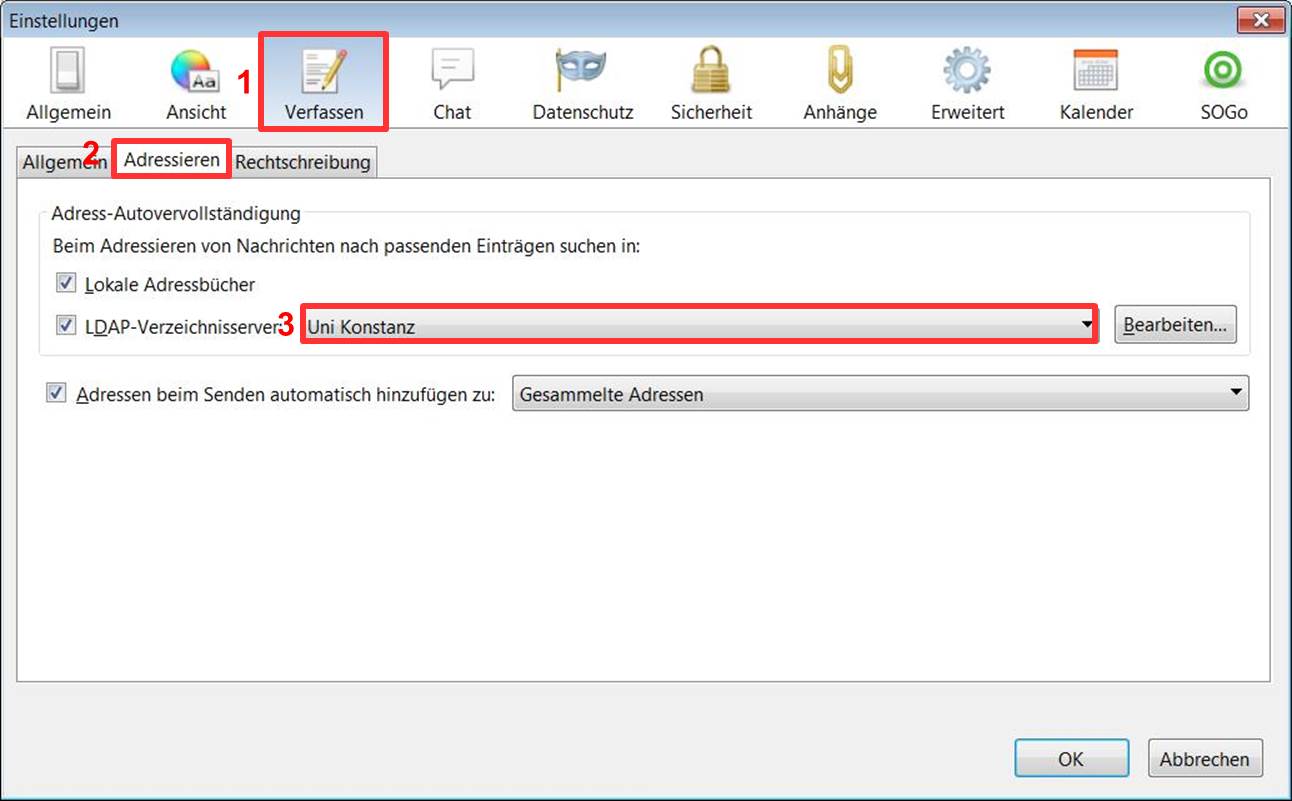 Einstellungen
Aa
Allgemein Ansicht 1 Verfassen Chat Datenschutz Sicherheit Anhänge Erweitert Kalender SOGo
Allgemein 2 Adressieren Rechtschreibung
Adress-Autovervollständigung
Beim Adressieren von Nachrichten nach passenden Einträgen suchen in:
Lokale Adressbücher
LDAP-Verzeichnisserver: 3 Uni Konstanz Bearbeiten...
Adressen beim Senden automatisch hinzufügen zu: Gesammelte Adressen
OK Abbrechen